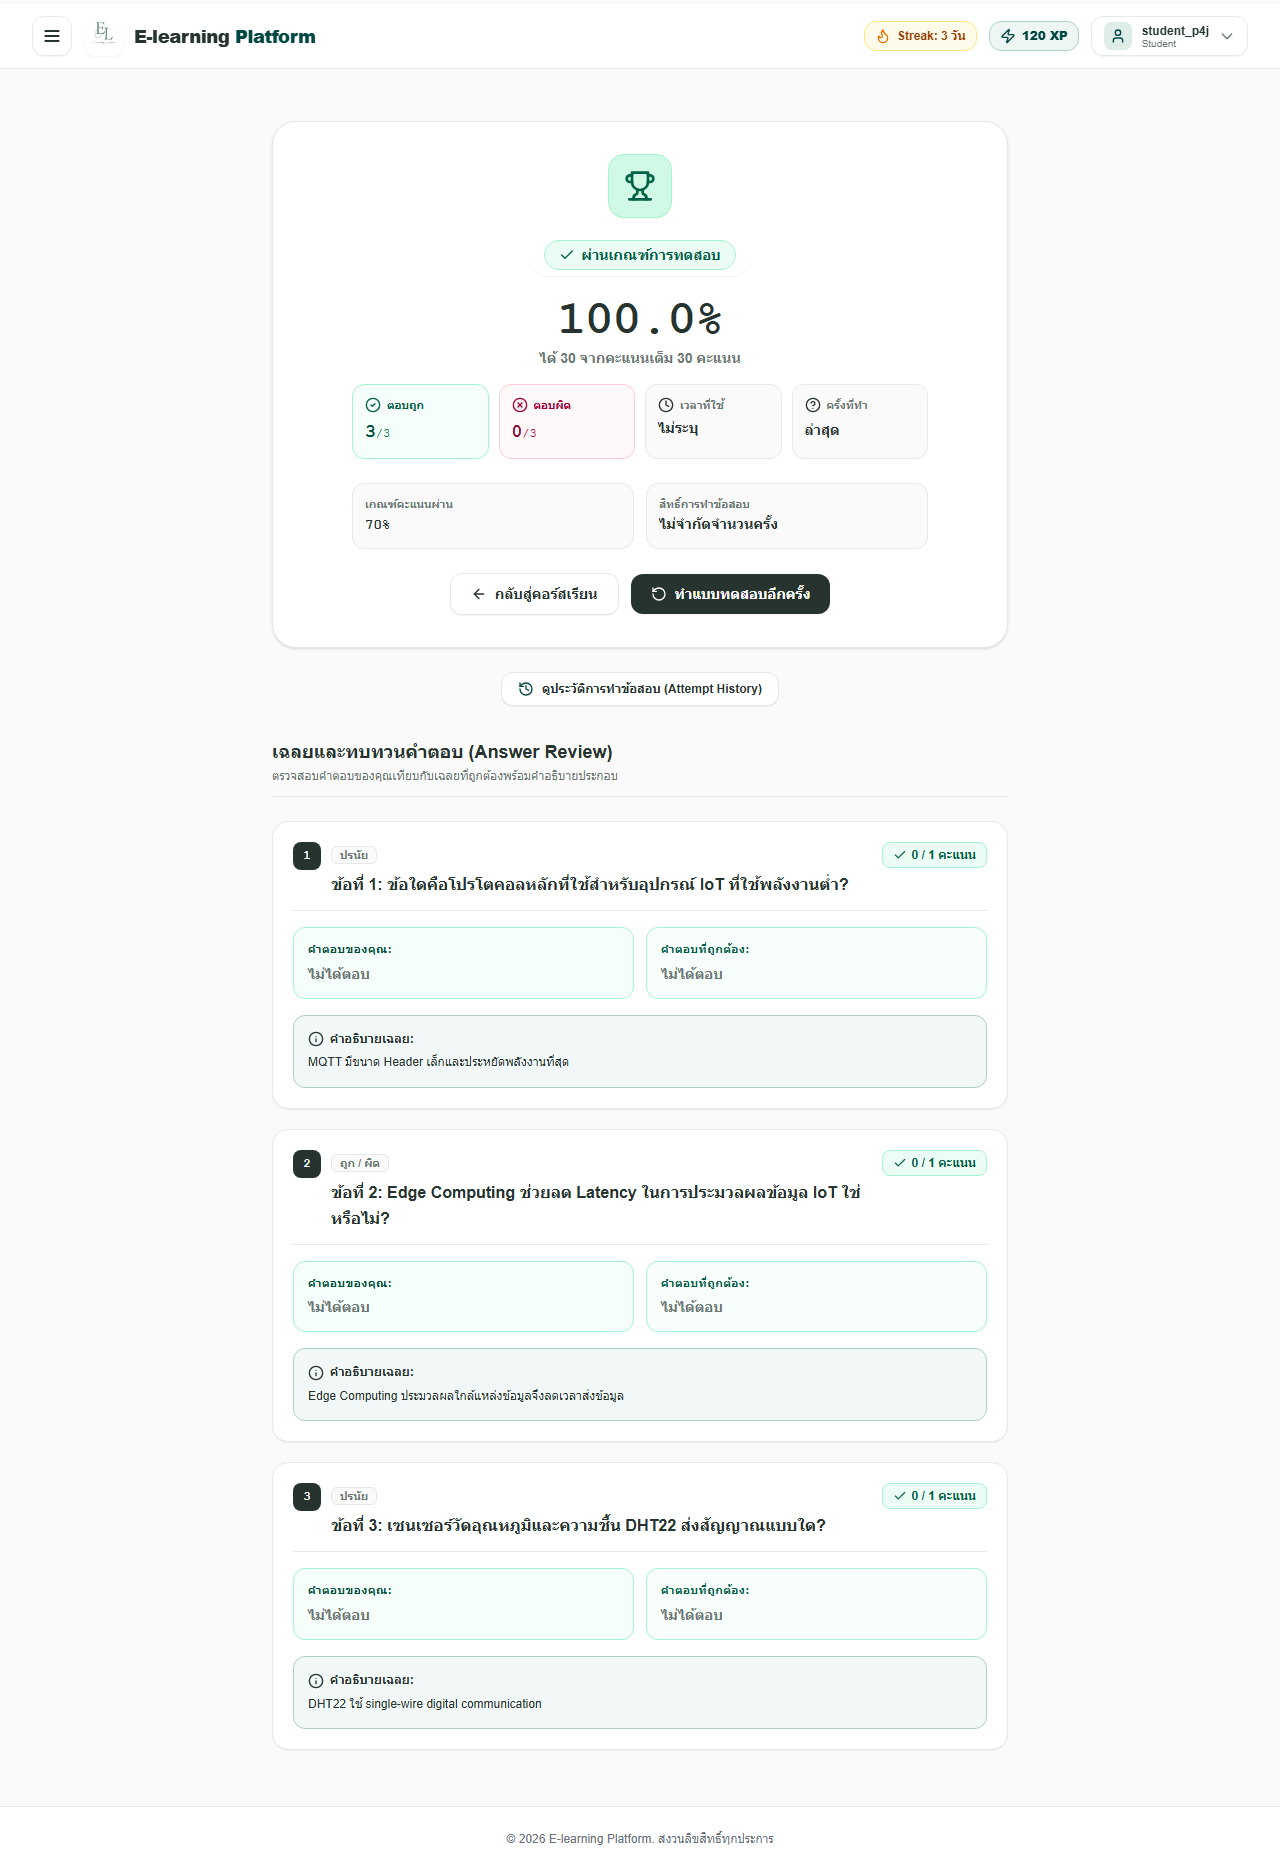 E-learning Platform
Streak: 3 วัน
120 XP
student_p4j
Student
EL
ผ่านเกณฑ์การทดสอบ
100.0%
ได้ 30 จากคะแนนเต็ม 30 คะแนน
ตอบถูก
3/3
ตอบผิด
0/3
เวลาที่ใช้
ไม่ระบุ
ครั้งที่ทำ
ล่าสุด
เกณฑ์คะแนนผ่าน
70%
สิทธิ์การทำข้อสอบ
ไม่จำกัดจำนวนครั้ง
กลับสู่คอร์สเรียน
ทำแบบทดสอบอีกครั้ง
ดูประวัติการทำข้อสอบ (Attempt History)
เฉลยและทบทวนคำตอบ (Answer Review)
ตรวจสอบคำตอบของคุณเทียบกับเฉลยที่ถูกต้องพร้อมคำอธิบายประกอบ
1
ปรนัย
0 / 1 คะแนน
ข้อที่ 1: ข้อใดคือโปรโตคอลหลักที่ใช้สำหรับอุปกรณ์ IoT ที่ใช้พลังงานต่ำ?
คำตอบของคุณ:
ไม่ได้ตอบ
คำตอบที่ถูกต้อง:
ไม่ได้ตอบ
คำอธิบายเฉลย:
MQTT มีขนาด Header เล็กและประหยัดพลังงานที่สุด
2
ถูก / ผิด
0 / 1 คะแนน
ข้อที่ 2: Edge Computing ช่วยลด Latency ในการประมวลผลข้อมูล IoT ใช่
หรือไม่?
คำตอบของคุณ:
ไม่ได้ตอบ
คำตอบที่ถูกต้อง:
ไม่ได้ตอบ
คำอธิบายเฉลย:
Edge Computing ประมวลผลใกล้แหล่งข้อมูลจึงลดเวลาส่งข้อมูล
3
ปรนัย
0 / 1 คะแนน
ข้อที่ 3: เซนเซอร์วัดอุณหภูมิและความชื้น DHT22 ส่งสัญญาณแบบใด?
คำตอบของคุณ:
ไม่ได้ตอบ
คำตอบที่ถูกต้อง:
ไม่ได้ตอบ
คำอธิบายเฉลย:
DHT22 ใช้ single-wire digital communication
© 2026 E-learning Platform. สงวนลิขสิทธิ์ทุกประการ